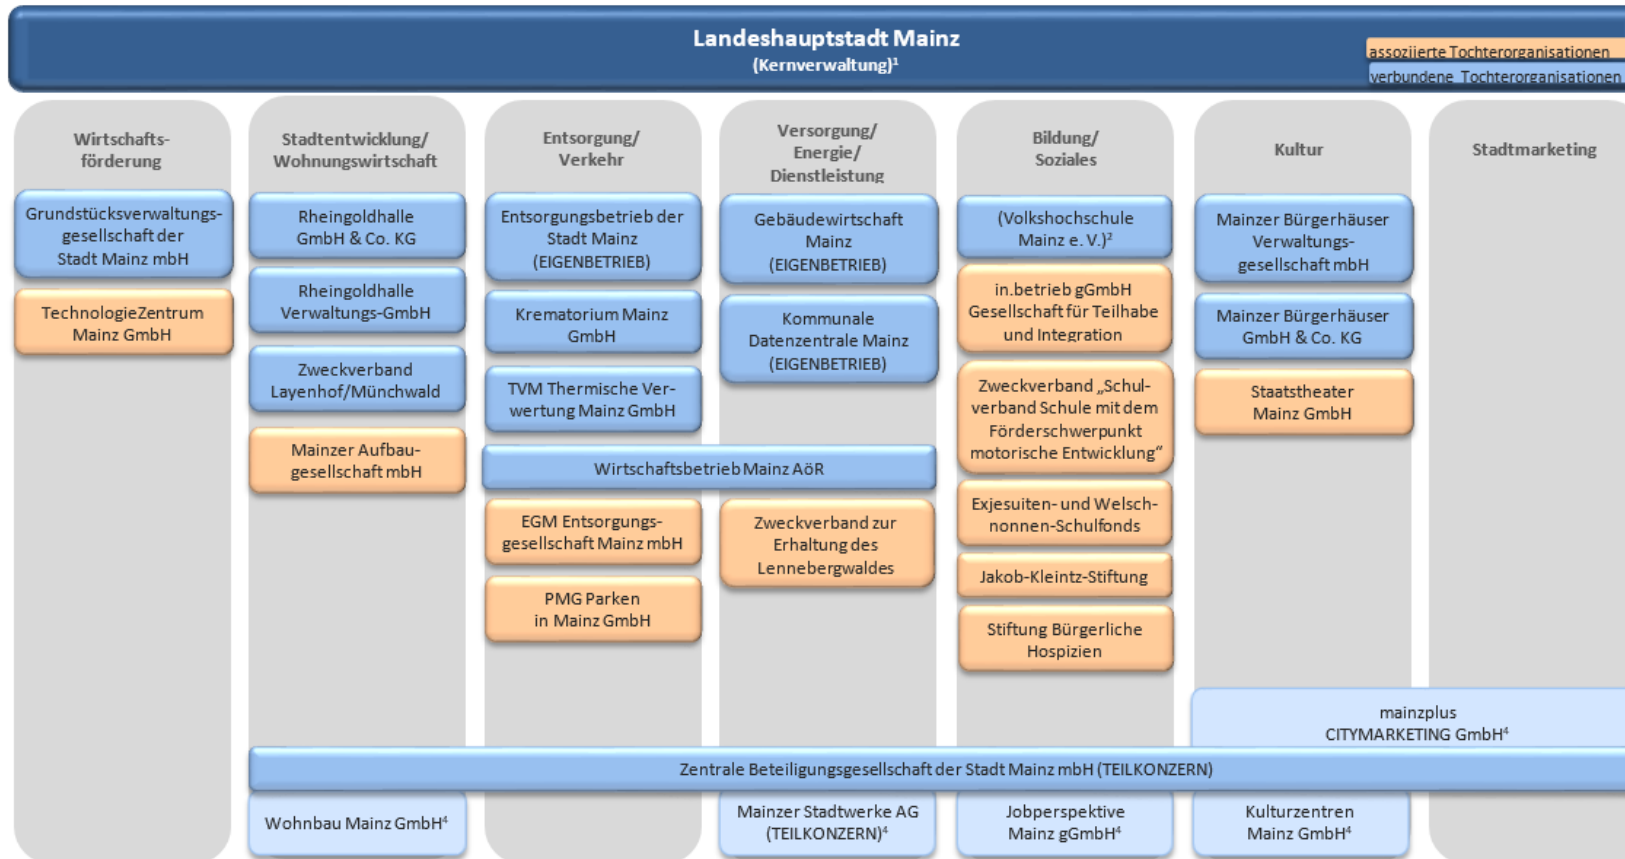 Landeshauptstadt Mainz
(Kernverwaltung)¹
assoziierte Tochterorganisationen
verbundene Tochterorganisationen
Wirtschafts-
förderung
Grundstücksverwaltungs-
gesellschaft der
Stadt Mainz mbH
TechnologieZentrum
Mainz GmbH
Stadtentwicklung/
Wohnungswirtschaft
Rheingoldhalle
GmbH & Co. KG
Rheingoldhalle
Verwaltungs-GmbH
Zweckverband
Layenhof/Münchwald
Mainzer Aufbau-
gesellschaft mbH
Entsorgung/
Verkehr
Entsorgungsbetrieb der
Stadt Mainz
(EIGENBETRIEB)
Krematorium Mainz
GmbH
TVM Thermische Ver-
wertung Mainz GmbH
Wirtschaftsbetrieb Mainz AöR
EGM Entsorgungs-
gesellschaft Mainz mbH
PMG Parken
in Mainz GmbH
Versorgung/
Energie/
Dienstleistung
Gebäudewirtschaft
Mainz
(EIGENBETRIEB)
Kommunale
Datenzentrale Mainz
(EIGENBETRIEB)
Zweckverband zur
Erhaltung des
Lennebergwaldes
Bildung/
Soziales
(Volkshochschule
Mainz e. V.)²
in.betrieb gGmbH
Gesellschaft für Teilhabe
und Integration
Zweckverband „Schul-
verband Schule mit dem
Förderschwerpunkt
motorische Entwicklung“
Exjesuiten- und Welsch-
nonnen-Schulfonds
Jakob-Kleintz-Stiftung
Stiftung Bürgerliche
Hospizien
Kultur
Mainzer Bürgerhäuser
Verwaltungs-
gesellschaft mbH
Mainzer Bürgerhäuser
GmbH & Co. KG
Staatstheater
Mainz GmbH
Stadtmarketing
mainzplus
CITYMARKETING GmbH⁴
Zentrale Beteiligungsgesellschaft der Stadt Mainz mbH (TEILKONZERN)
Wohnbau Mainz GmbH⁴
Mainzer Stadtwerke AG
(TEILKONZERN)⁴
Jobperspektive
Mainz gGmbH⁴
Kulturzentren
Mainz GmbH⁴